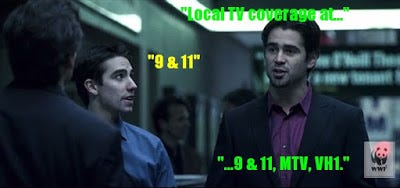 "Local TV coverage at..."
"9 & 11"
"...9 & 11, MTV, VH1."
WWF